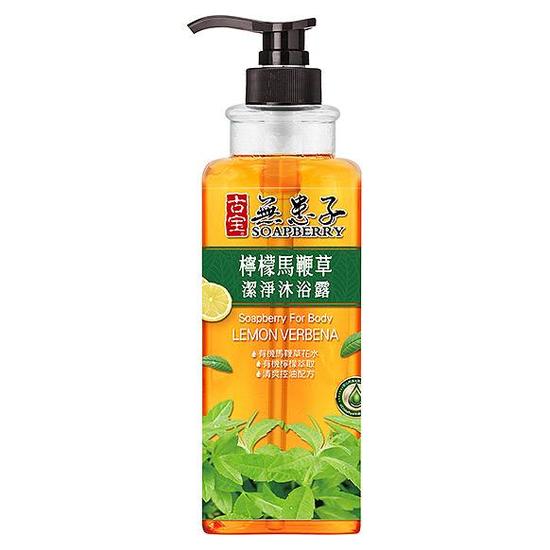 古宝
無患子
SOAPBERRY
檸檬馬鞭草
潔淨沐浴露
Soapberry For Body
LEMON VERBENA
有機馬鞭草花水
有機檸檬萃取
清爽控油配方